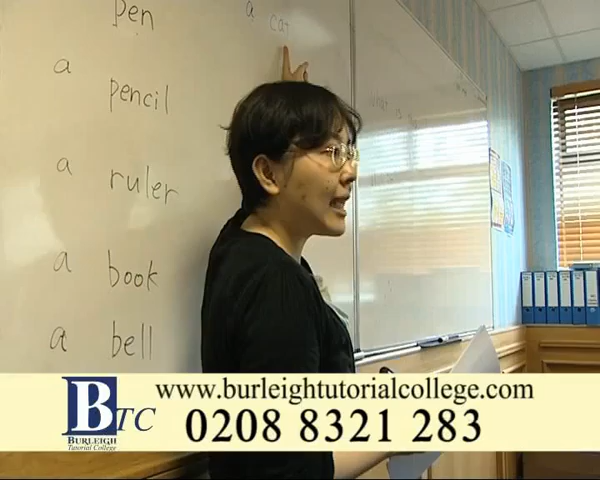 Pen
a cat
a
pencil
a
ruler
a
book
a
bell
www.burleightutorialcollege.com
BTC
0208 8321 283
BURLEIGH
Tutorial College